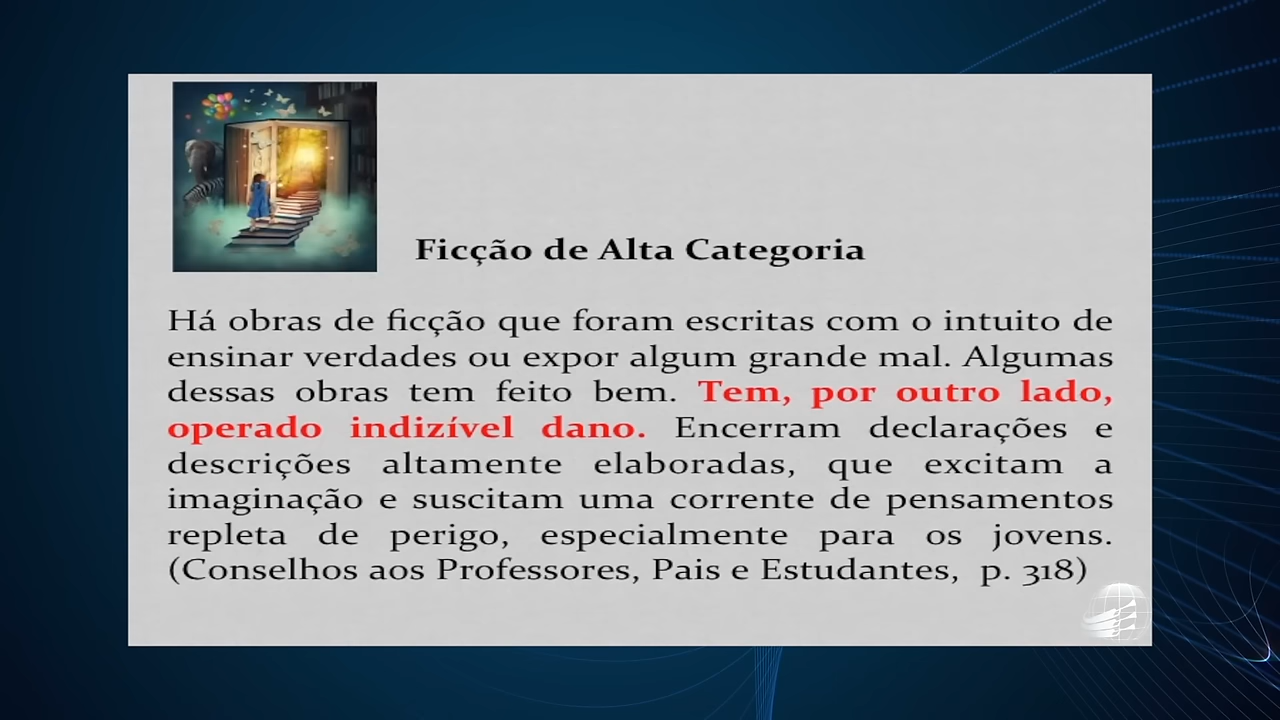 Ficção de Alta Categoria
Há obras de ficção que foram escritas com o intuito de
ensinar verdades ou expor algum grande mal. Algumas
dessas obras tem feito bem. Tem, por outro lado,
operado indizível dano. Encerram declarações e
descrições altamente elaboradas, que excitam a
imaginação e suscitam uma corrente de pensamentos
repleta de perigo, especialmente para os jovens.
(Conselhos aos Professores, Pais e Estudantes, p. 318)